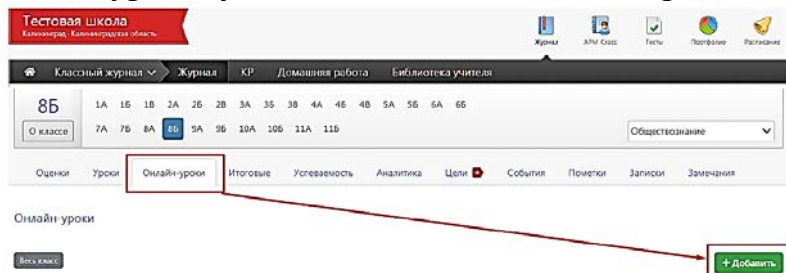 Тестовая школа
Калининград · Калининградская область
Журнал
АРМ Класс
Тесты
Портфолио
Расписание
Классный журнал
Журнал
КР
Домашняя работа
Библиотека учителя
8Б
1А 1Б 1В 2А 2Б 2В 3А 3Б 3В 4А 4Б 4В 5А 5Б 6А 6Б
О классе
7А 7Б 8А 8Б 9А 9Б 10А 10Б 11А 11Б
Обществознание
Оценки Уроки Онлайн-уроки Итоговые Успеваемость Аналитика Цели События Пометки Записки Замечания
Онлайн-уроки
Весь класс
+ Добавить